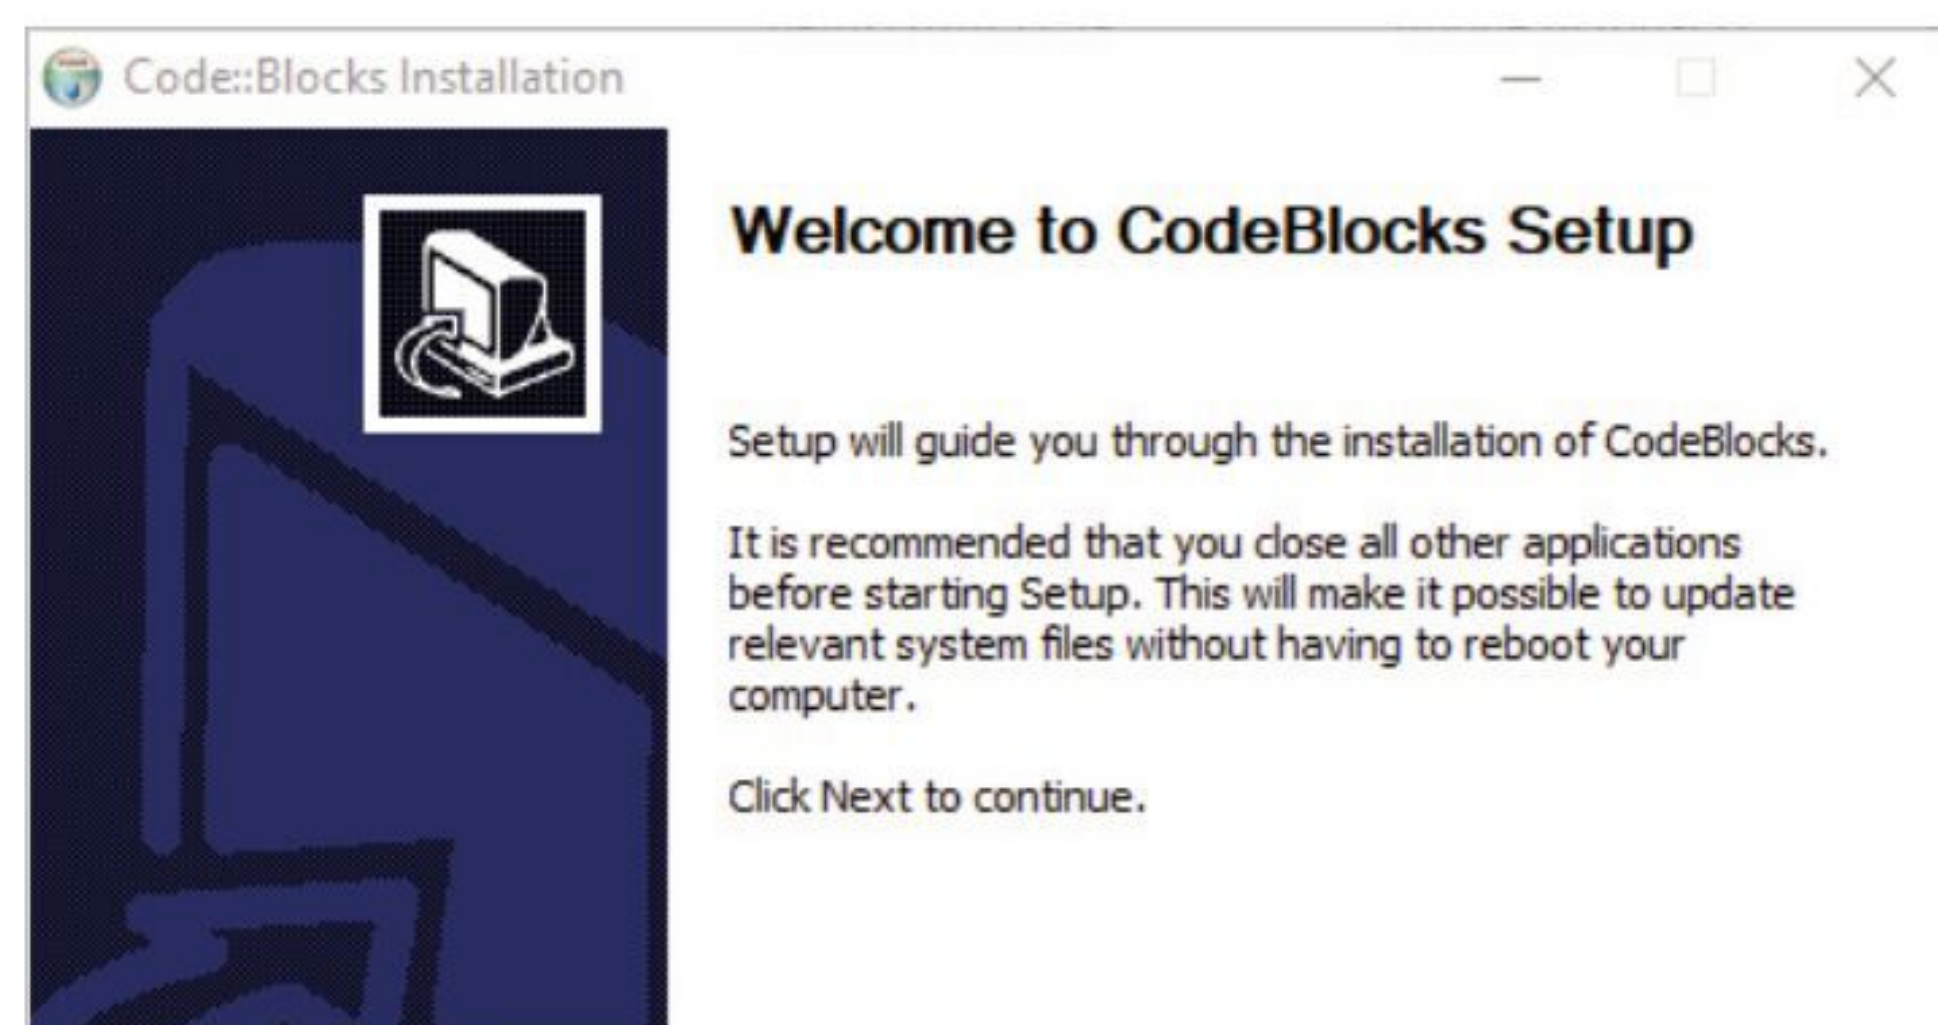 Code::Blocks Installation
Welcome to CodeBlocks Setup
Setup will guide you through the installation of CodeBlocks.
It is recommended that you close all other applications
before starting Setup. This will make it possible to update
relevant system files without having to reboot your
computer.
Click Next to continue.